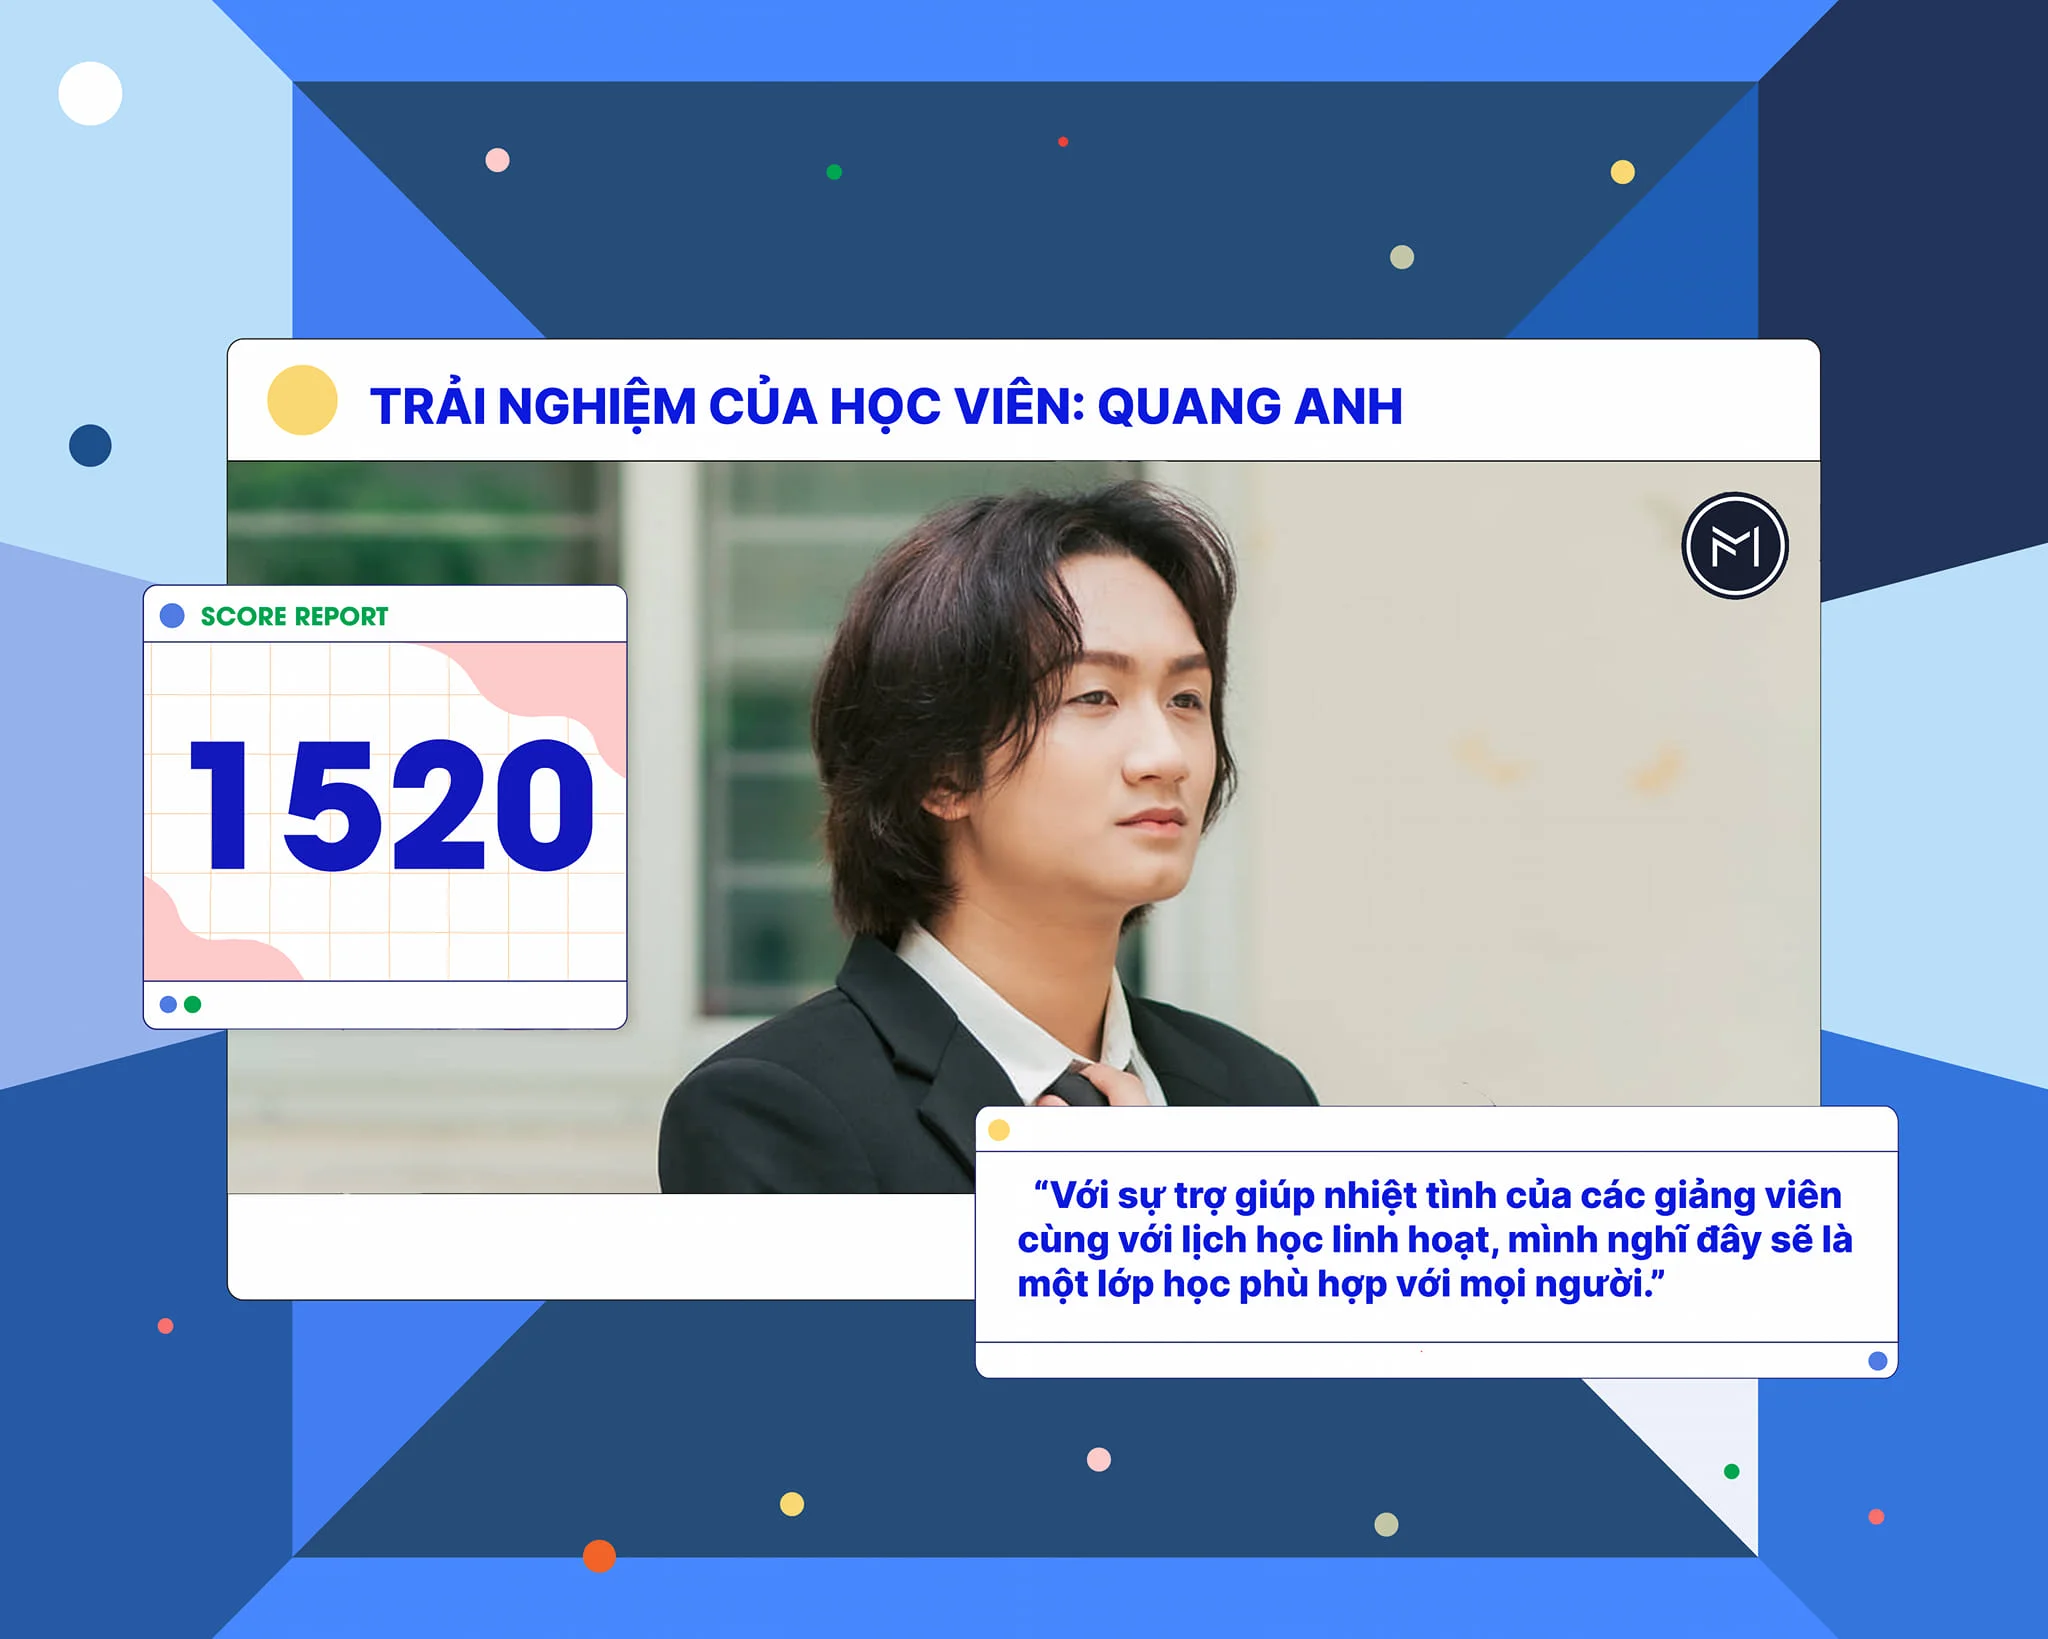 TRẢI NGHIỆM CỦA HỌC VIÊN: QUANG ANH
SCORE REPORT
1520
“Với sự trợ giúp nhiệt tình của các giảng viên
cùng với lịch học linh hoạt, mình nghĩ đây sẽ là
một lớp học phù hợp với mọi người.”